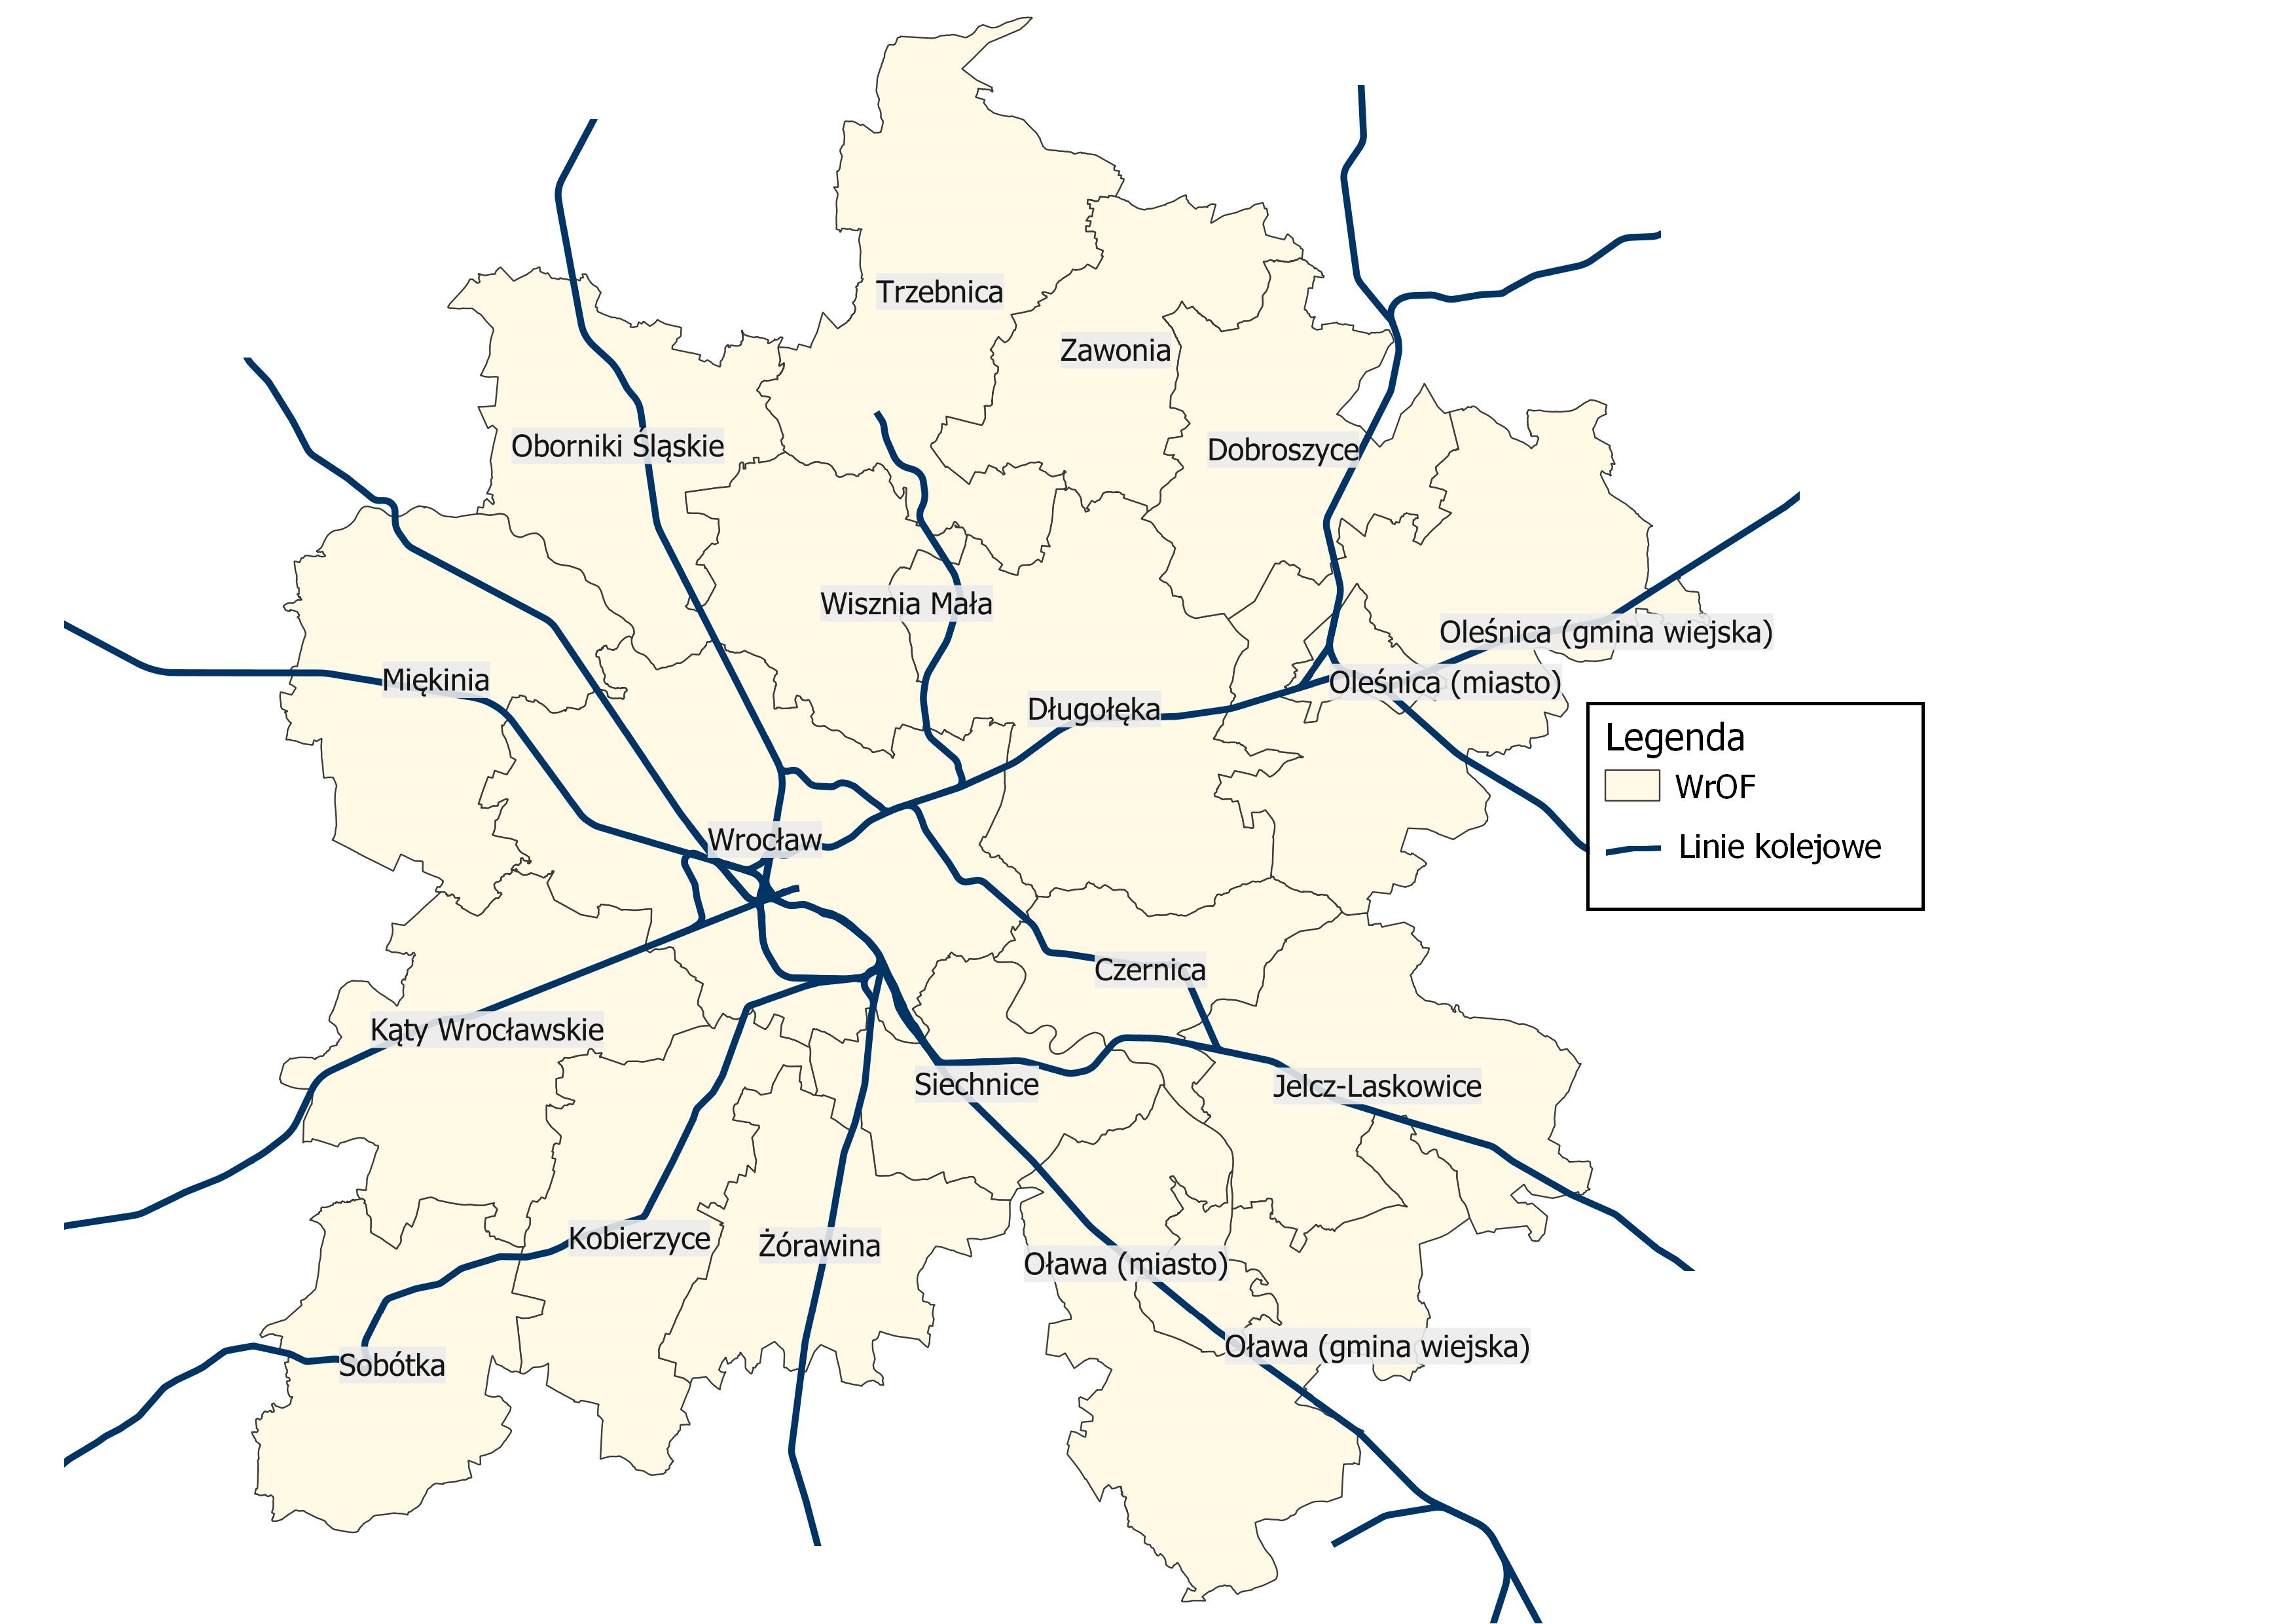 Trzebnica
Zawonia
Oborniki Śląskie
Dobroszyce
Wisznia Mała
Oleśnica (gmina wiejska)
Miękinia
Oleśnica (miasto)
Długołęka
Legenda
WrOF
Linie kolejowe
Wrocław
Czernica
Kąty Wrocławskie
Siechnice
Jelcz-Laskowice
Kobierzyce
Żórawina
Oława (miasto)
Oława (gmina wiejska)
Sobótka